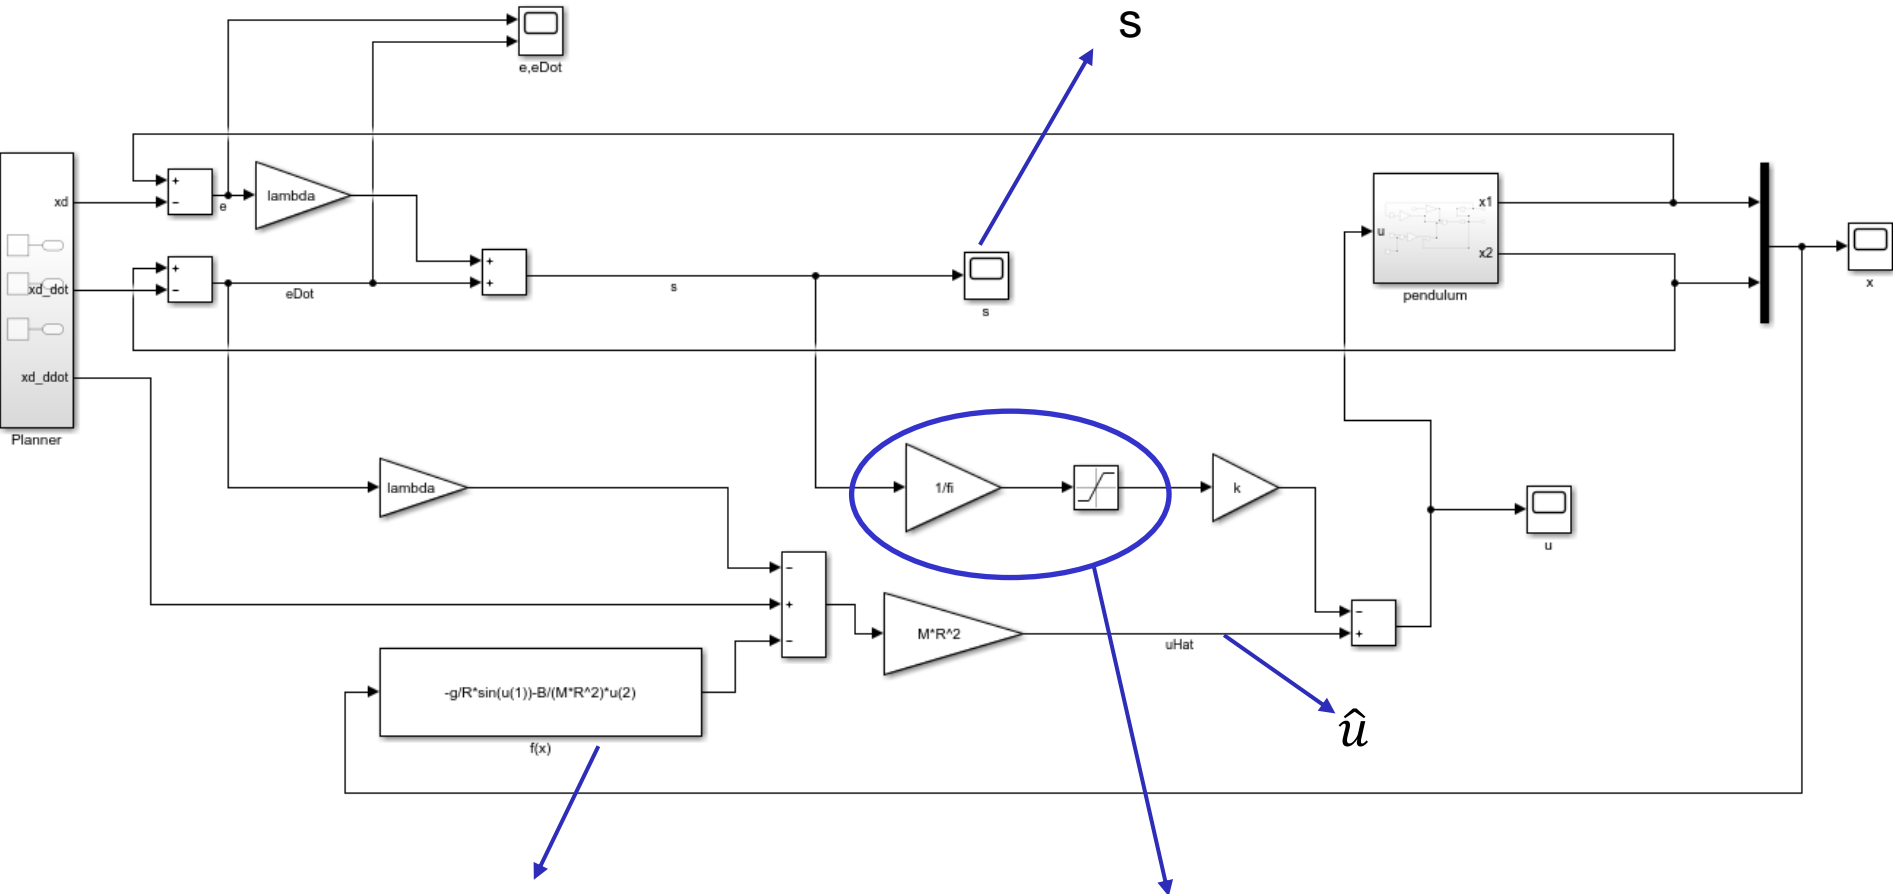 s
e,eDot
xd
+
−
e
lambda
x1
u
x2
pendulum
x
xd_dot
+
−
eDot
+
+
s
s
xd_ddot
Planner
lambda
1/fi
k
u
−
+
−
M*R^2
uHat
−
+
-g/R*sin(u(1))-B/(M*R^2)*u(2)
f(x)
û